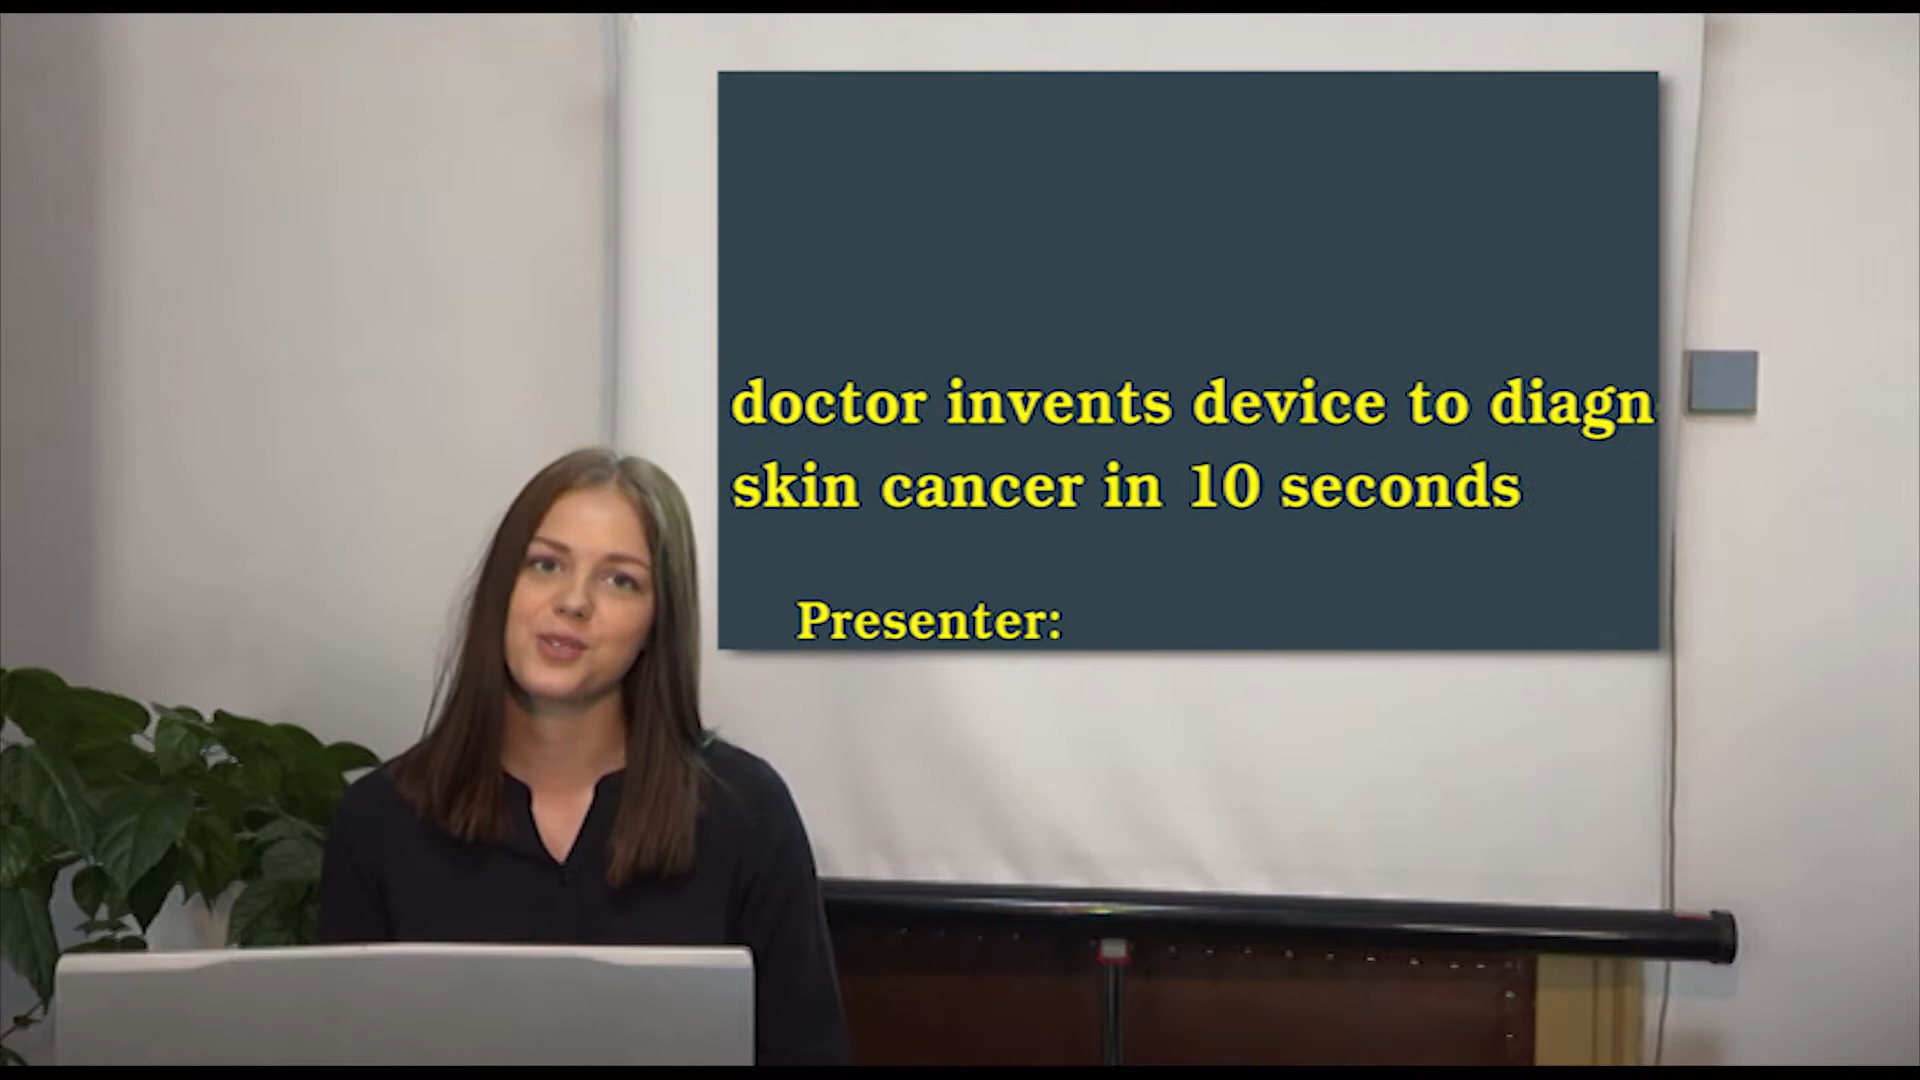 doctor invents device to diagn
skin cancer in 10 seconds
Presenter: